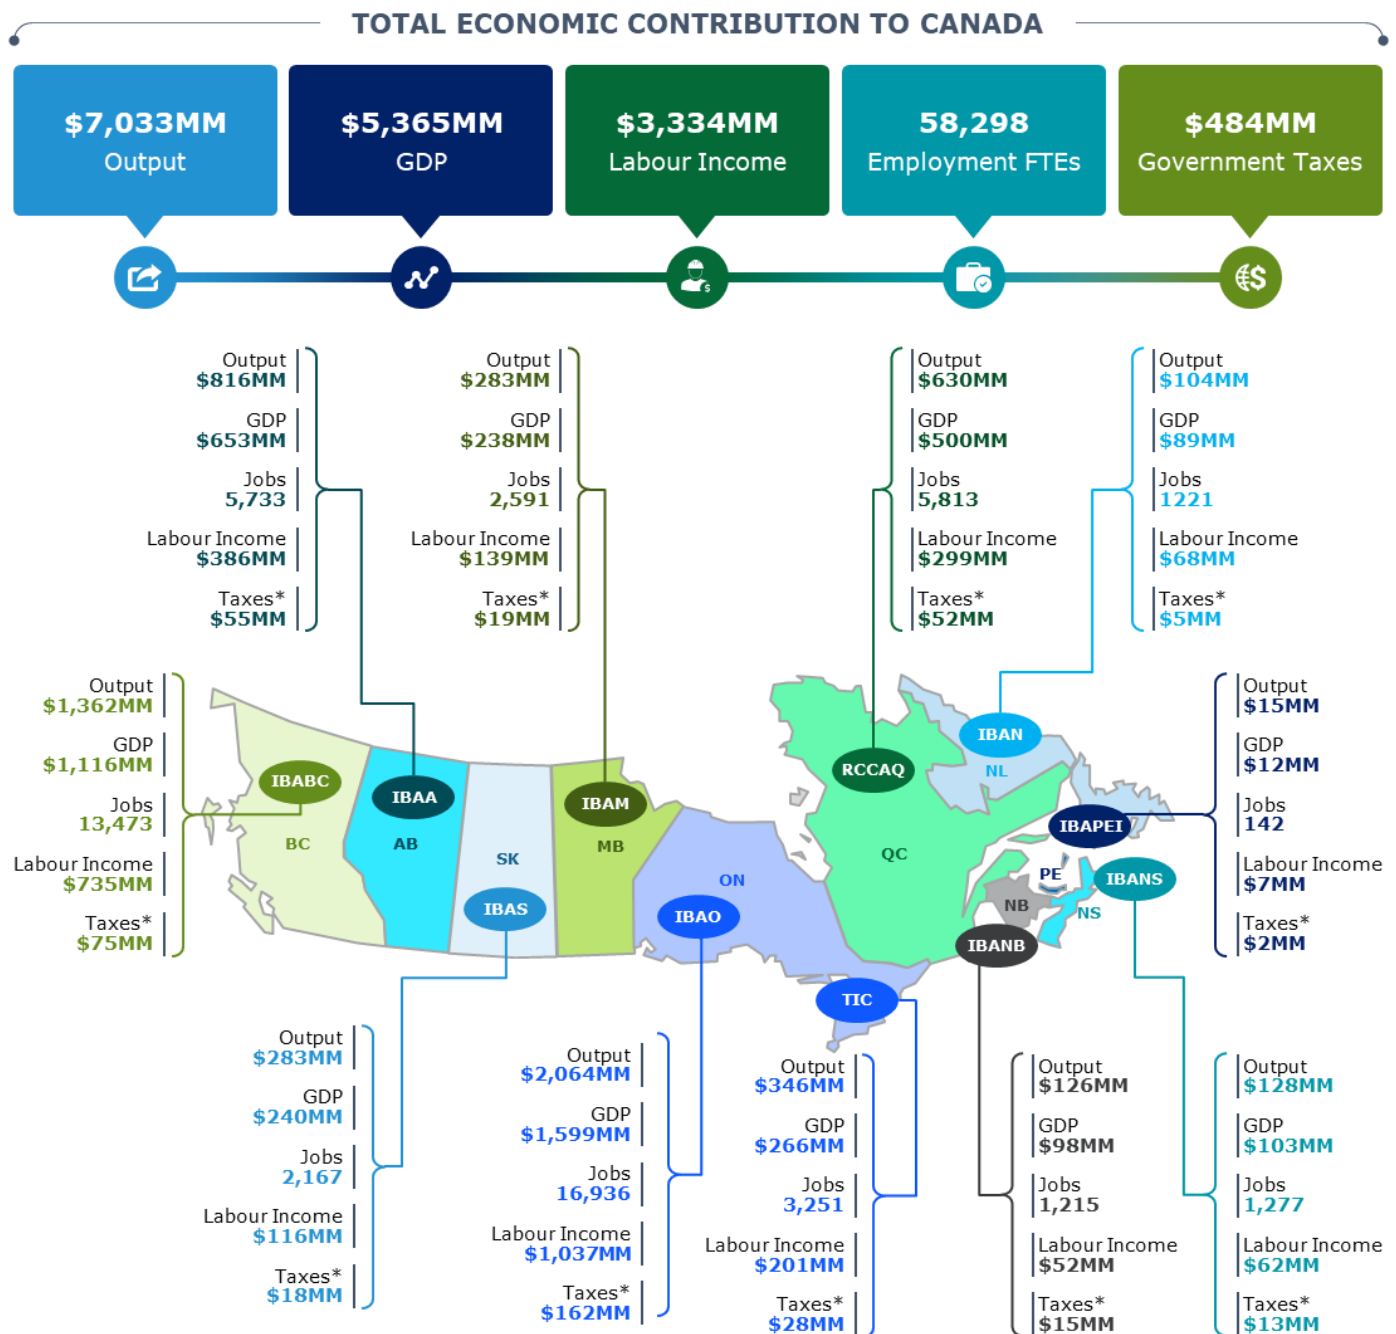 TOTAL ECONOMIC CONTRIBUTION TO CANADA
$7,033MM
Output
$5,365MM
GDP
$3,334MM
Labour Income
58,298
Employment FTEs
$484MM
Government Taxes
Output
$816MM
GDP
$653MM
Jobs
5,733
Labour Income
$386MM
Taxes*
$55MM
Output
$283MM
GDP
$238MM
Jobs
2,591
Labour Income
$139MM
Taxes*
$19MM
Output
$630MM
GDP
$500MM
Jobs
5,813
Labour Income
$299MM
Taxes*
$52MM
Output
$104MM
GDP
$89MM
Jobs
1221
Labour Income
$68MM
Taxes*
$5MM
Output
$1,362MM
GDP
$1,116MM
Jobs
13,473
Labour Income
$735MM
Taxes*
$75MM
IBABC
BC
IBAA
AB
SK
IBAS
IBAM
MB
ON
IBAO
TIC
RCCAQ
QC
IBAN
NL
IBAPEI
PE
IBANS
NS
NB
IBANB
Output
$15MM
GDP
$12MM
Jobs
142
Labour Income
$7MM
Taxes*
$2MM
Output
$283MM
GDP
$240MM
Jobs
2,167
Labour Income
$116MM
Taxes*
$18MM
Output
$2,064MM
GDP
$1,599MM
Jobs
16,936
Labour Income
$1,037MM
Taxes*
$162MM
Output
$346MM
GDP
$266MM
Jobs
3,251
Labour Income
$201MM
Taxes*
$28MM
Output
$126MM
GDP
$98MM
Jobs
1,215
Labour Income
$52MM
Taxes*
$15MM
Output
$128MM
GDP
$103MM
Jobs
1,277
Labour Income
$62MM
Taxes*
$13MM